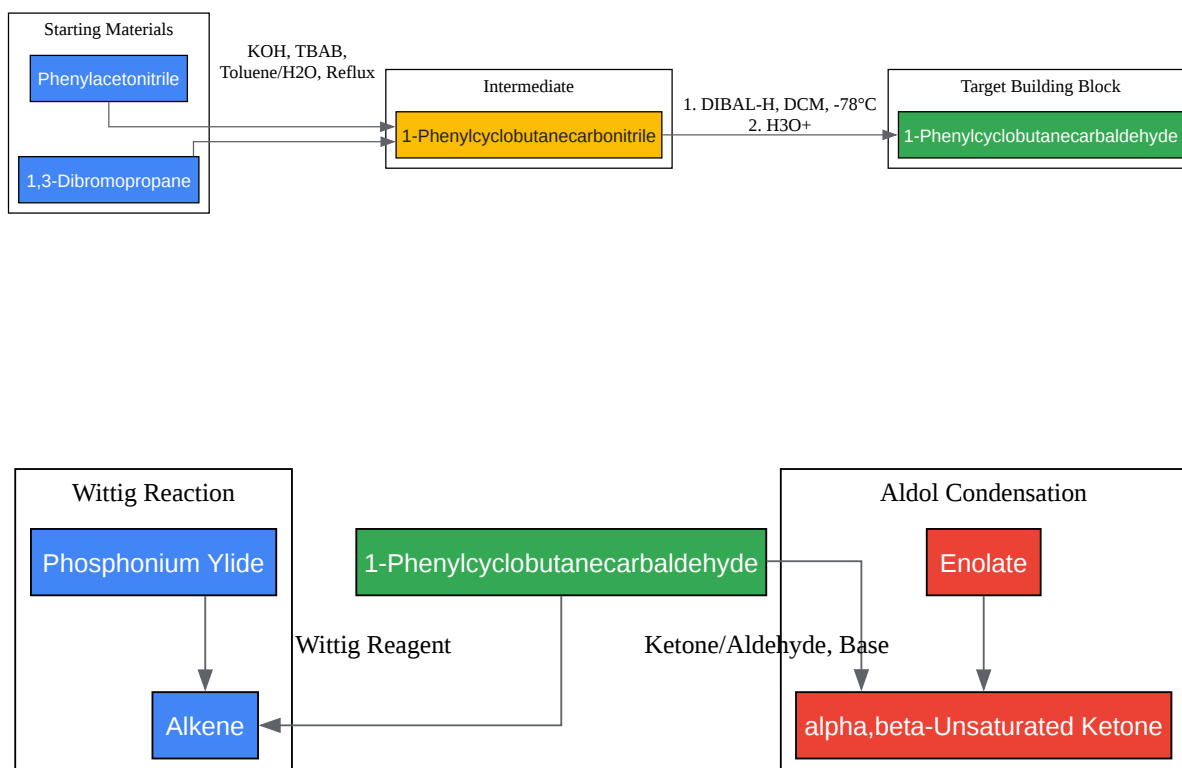 Starting Materials
Phenylacetonitrile
1,3-Dibromopropane
KOH, TBAB,
Toluene/H2O, Reflux
Intermediate
1-Phenylcyclobutanecarbonitrile
1. DIBAL-H, DCM, -78°C
2. H3O+
Target Building Block
1-Phenylcyclobutanecarbaldehyde
Wittig Reaction
Phosphonium Ylide
Alkene
Wittig Reagent
1-Phenylcyclobutanecarbaldehyde
Ketone/Aldehyde, Base
Aldol Condensation
Enolate
alpha,beta-Unsaturated Ketone